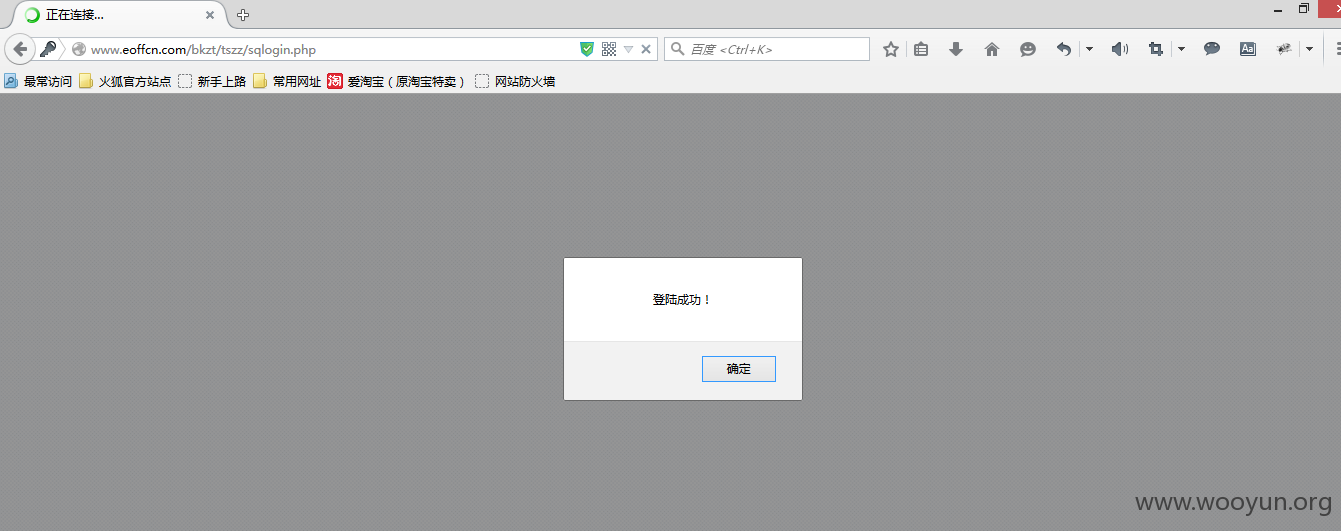 正在连接...
www.eoffcn.com/bkzt/tszz/sqlogin.php
百度 <Ctrl+K>
最常访问 火狐官方站点 新手上路 常用网址 淘 爱淘宝（原淘宝特卖） 网站防火墙
登陆成功！
确定
www.wooyun.org